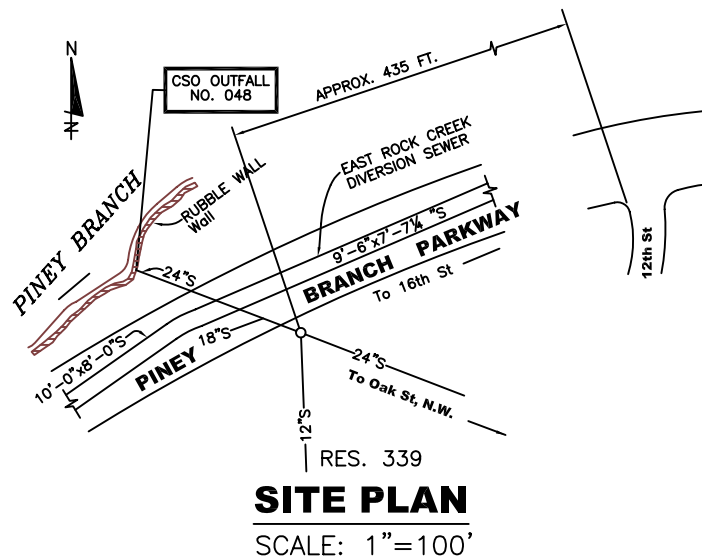 N
CSO OUTFALL
NO. 048
APPROX. 435 FT.
EAST ROCK CREEK
DIVERSION SEWER
RUBBLE WALL
Wall
PINEY BRANCH
24"S
9'-6"x7'-7¼ "S
PINEY BRANCH PARKWAY
To 16th St
12th St
10'-0"x8'-0"S
18"S
24"S
To Oak St, N.W.
12"S
RES. 339
SITE PLAN
SCALE: 1"=100'